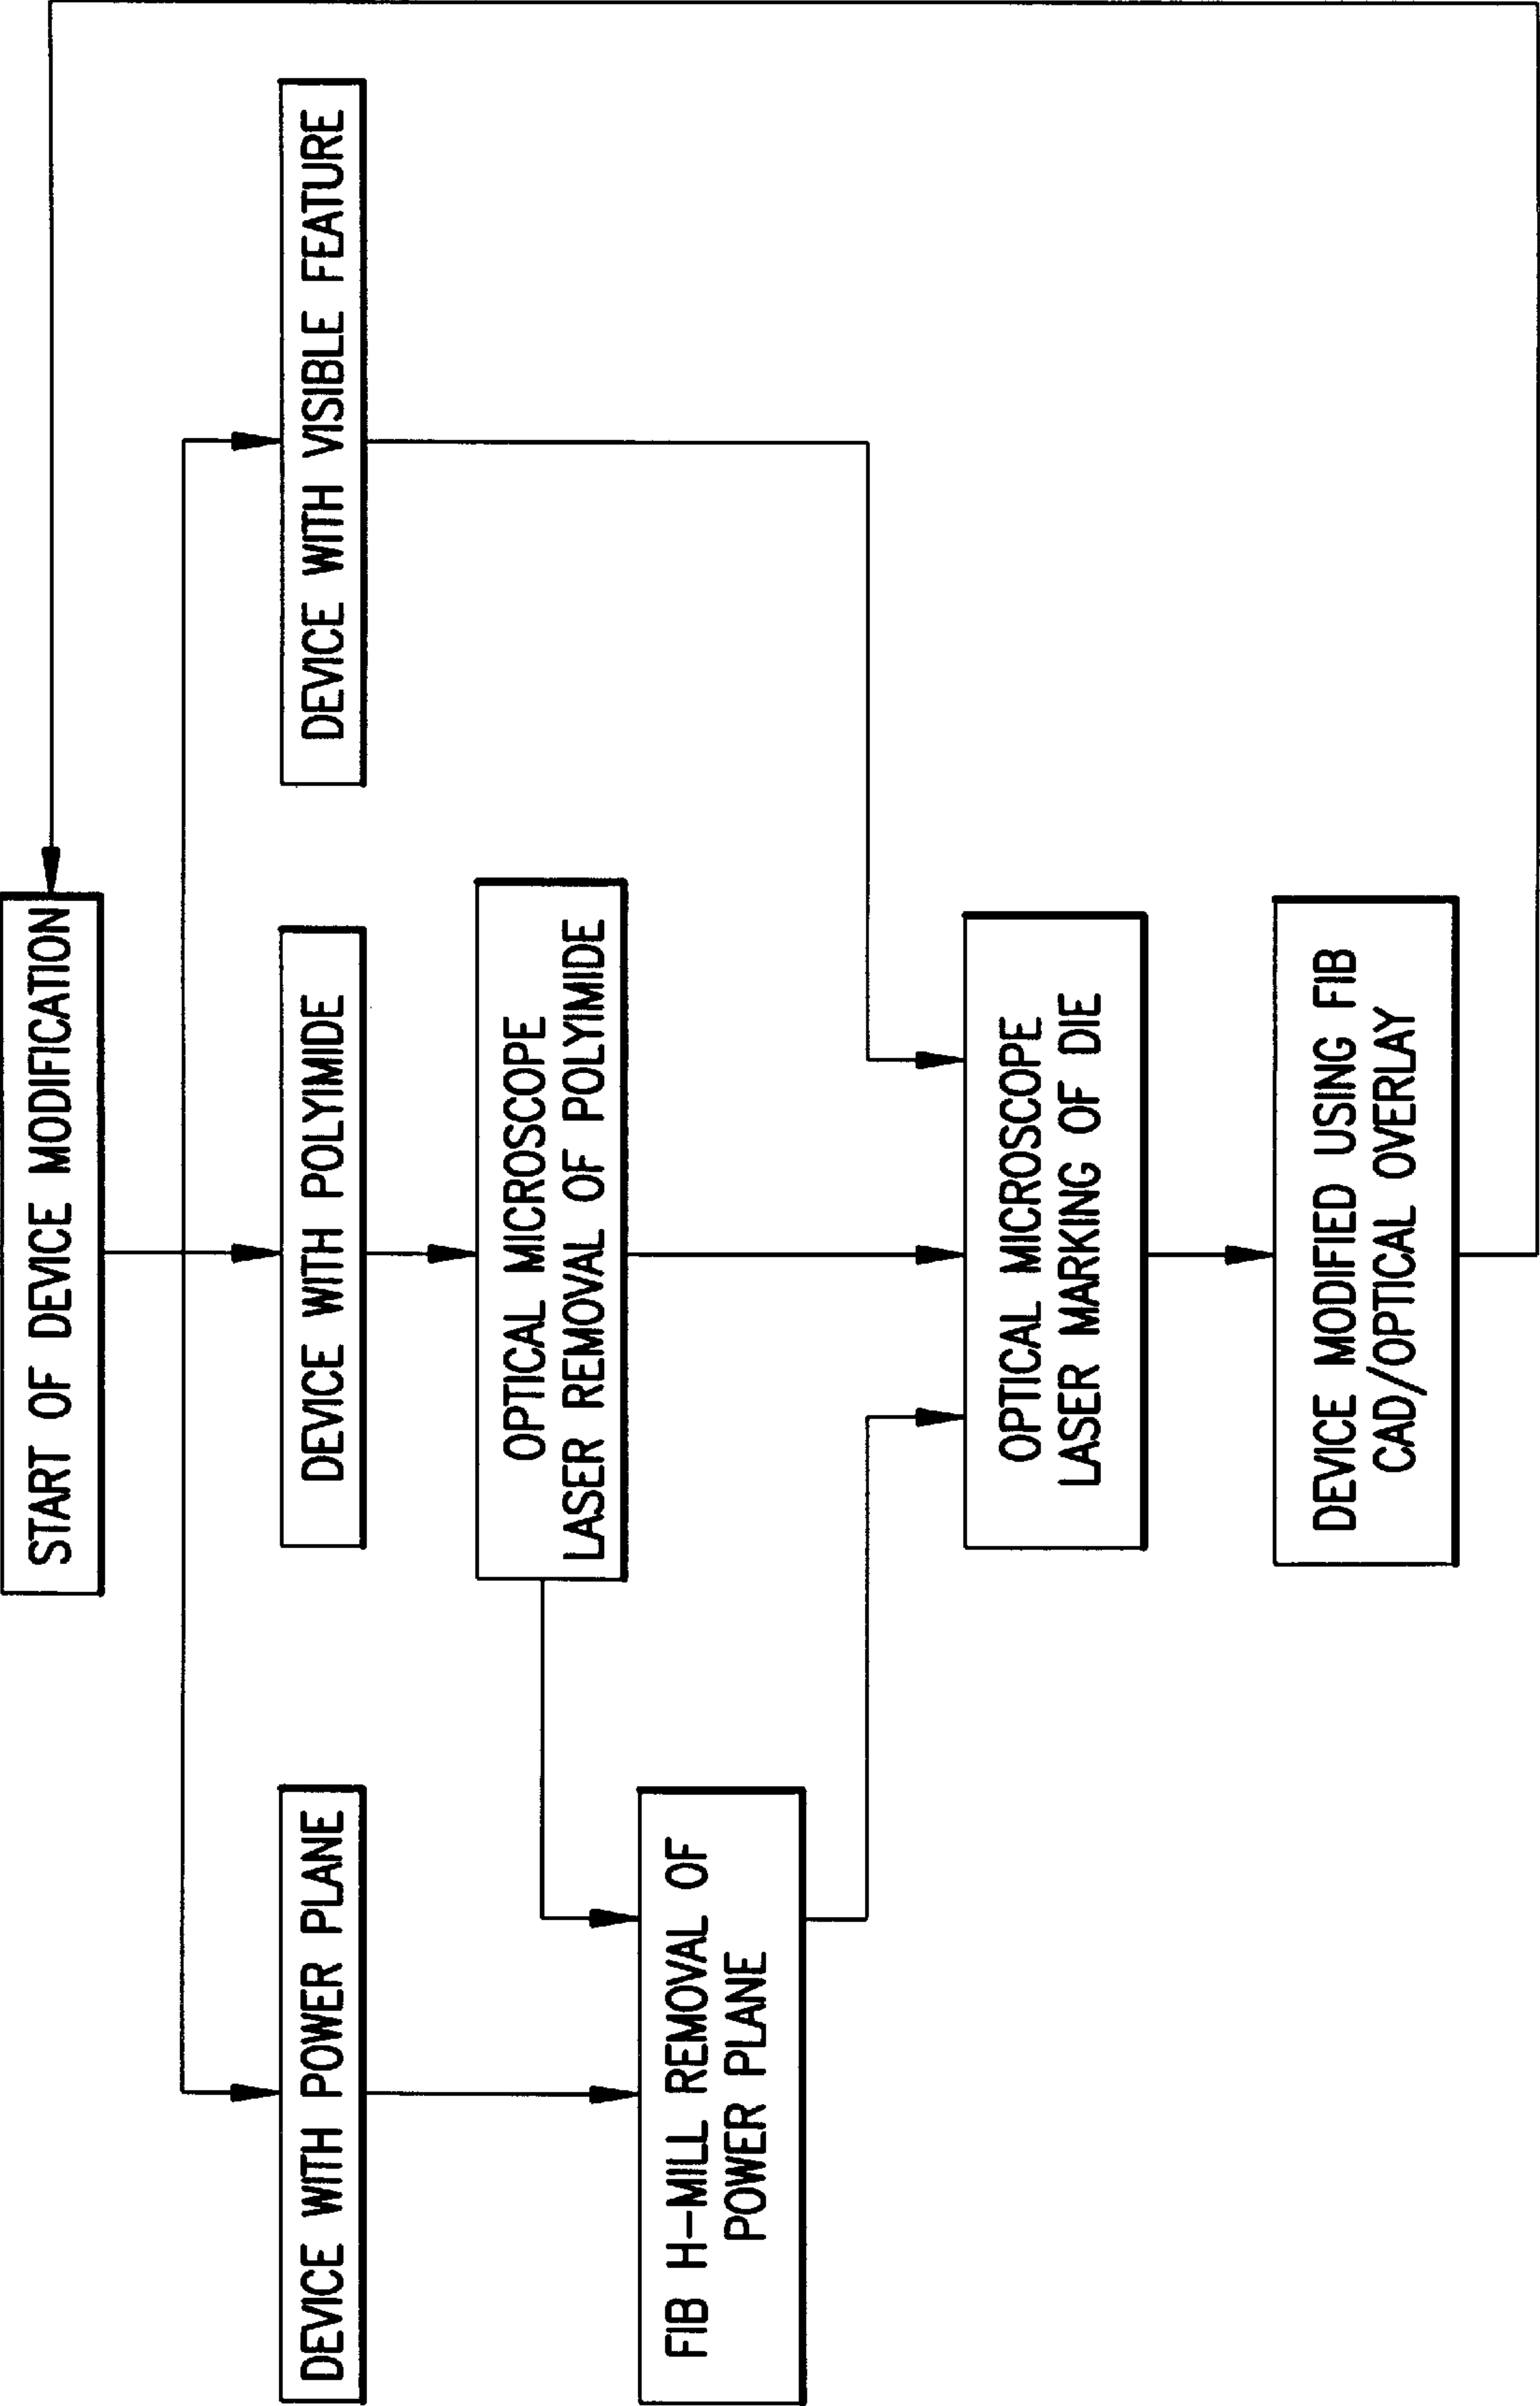 START OF DEVICE MODIFICATION
DEVICE WITH POWER PLANE
DEVICE WITH POLYIMIDE
DEVICE WITH VISIBLE FEATURE
OPTICAL MICROSCOPE
LASER REMOVAL OF POLYIMIDE
FIB H-MILL REMOVAL OF
POWER PLANE
OPTICAL MICROSCOPE
LASER MARKING OF DIE
DEVICE MODIFIED USING FIB
CAD/OPTICAL OVERLAY